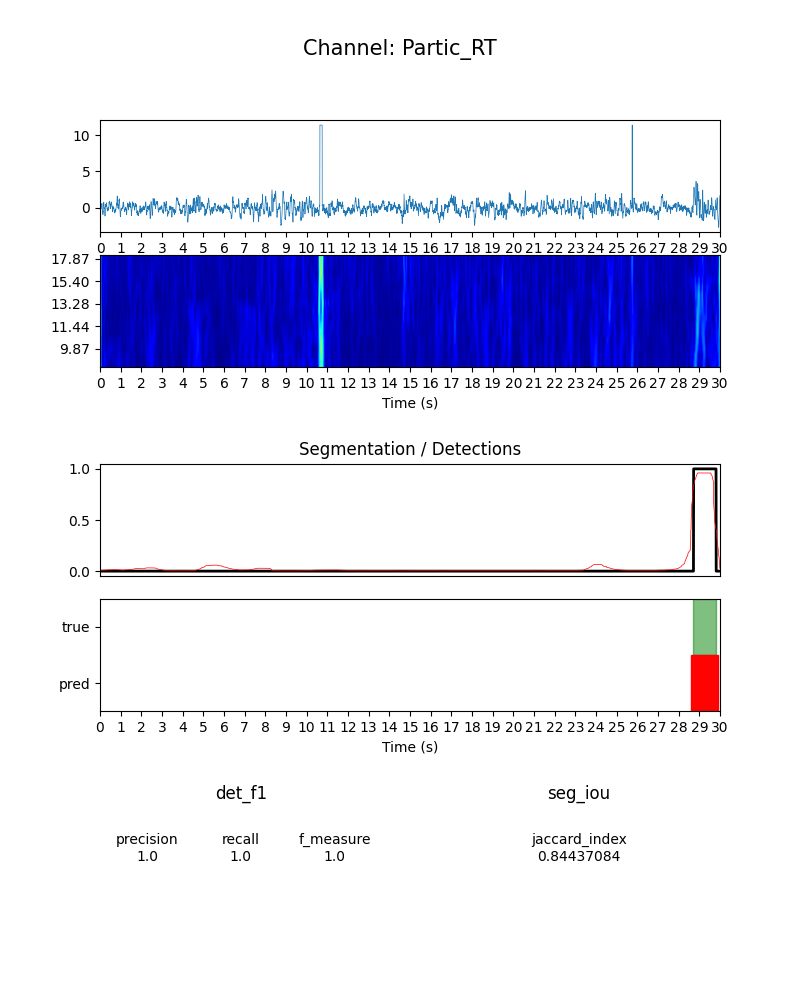 Channel: Partic_RT
10
5
0
0 1 2 3 4 5 6 7 8 9 10 11 12 13 14 15 16 17 18 19 20 21 22 23 24 25 26 27 28 29 30
17.87
15.40
13.28
11.44
9.87
0 1 2 3 4 5 6 7 8 9 10 11 12 13 14 15 16 17 18 19 20 21 22 23 24 25 26 27 28 29 30
Time (s)
Segmentation / Detections
1.0
0.5
0.0
true
pred
0 1 2 3 4 5 6 7 8 9 10 11 12 13 14 15 16 17 18 19 20 21 22 23 24 25 26 27 28 29 30
Time (s)
det_f1 seg_iou
precision recall f_measure jaccard_index
1.0 1.0 1.0 0.84437084